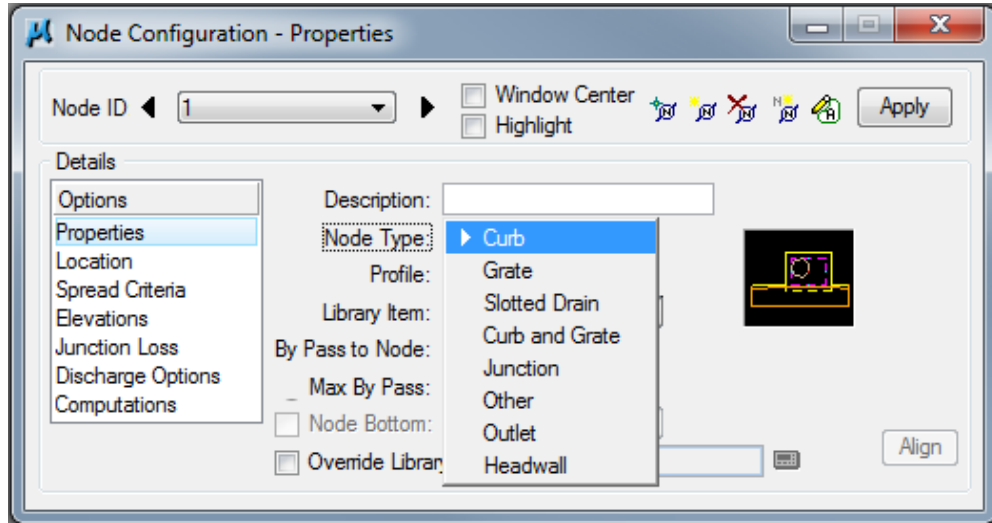 Node Configuration - Properties
Node ID 1 Window Center Apply
Highlight
Details
Options
Properties
Location
Spread Criteria
Elevations
Junction Loss
Discharge Options
Computations
Description:
Node Type:
Profile:
Library Item:
By Pass to Node:
_ Max By Pass:
Node Bottom:
Override Library
Curb
Grate
Slotted Drain
Curb and Grate
Junction
Other
Outlet
Headwall
Align